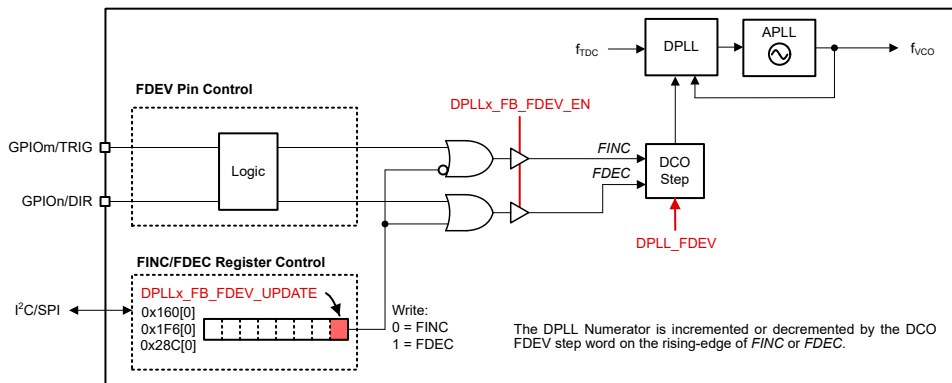 f_TDC
DPLL
APLL
f_VCO
FDEV Pin Control
DPLLx_FB_FDEV_EN
GPIOm/TRIG
Logic
FINC
DCO
Step
FDEC
GPIOn/DIR
DPLL_FDEV
FINC/FDEC Register Control
DPLLx_FB_FDEV_UPDATE
I²C/SPI
0x160[0]
0x1F6[0]
0x28C[0]
Write:
0 = FINC
1 = FDEC
The DPLL Numerator is incremented or decremented by the DCO
FDEV step word on the rising-edge of FINC or FDEC.